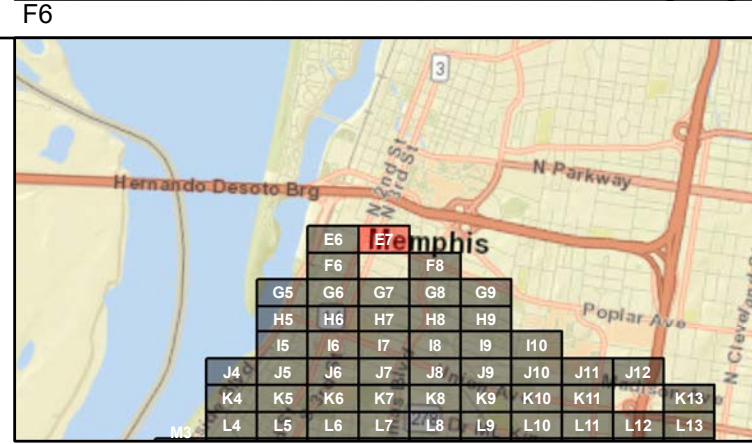 F6
3
N 2nd St
N 3rd St
N Parkway
Hernando Desoto Brg
Memphis
E6 E7
F6 F8
G5 G6 G7 G8 G9
Poplar Ave
H5 H6 H7 H8 H9
I5 I6 I7 I8 I9 I10
J4 J5 J6 J7 J8 J9 J10 J11 J12
K4 K5 K6 K7 K8 K9 K10 K11 K13
L4 L5 L6 L7 L8 L9 L10 L11 L12 L13
M3